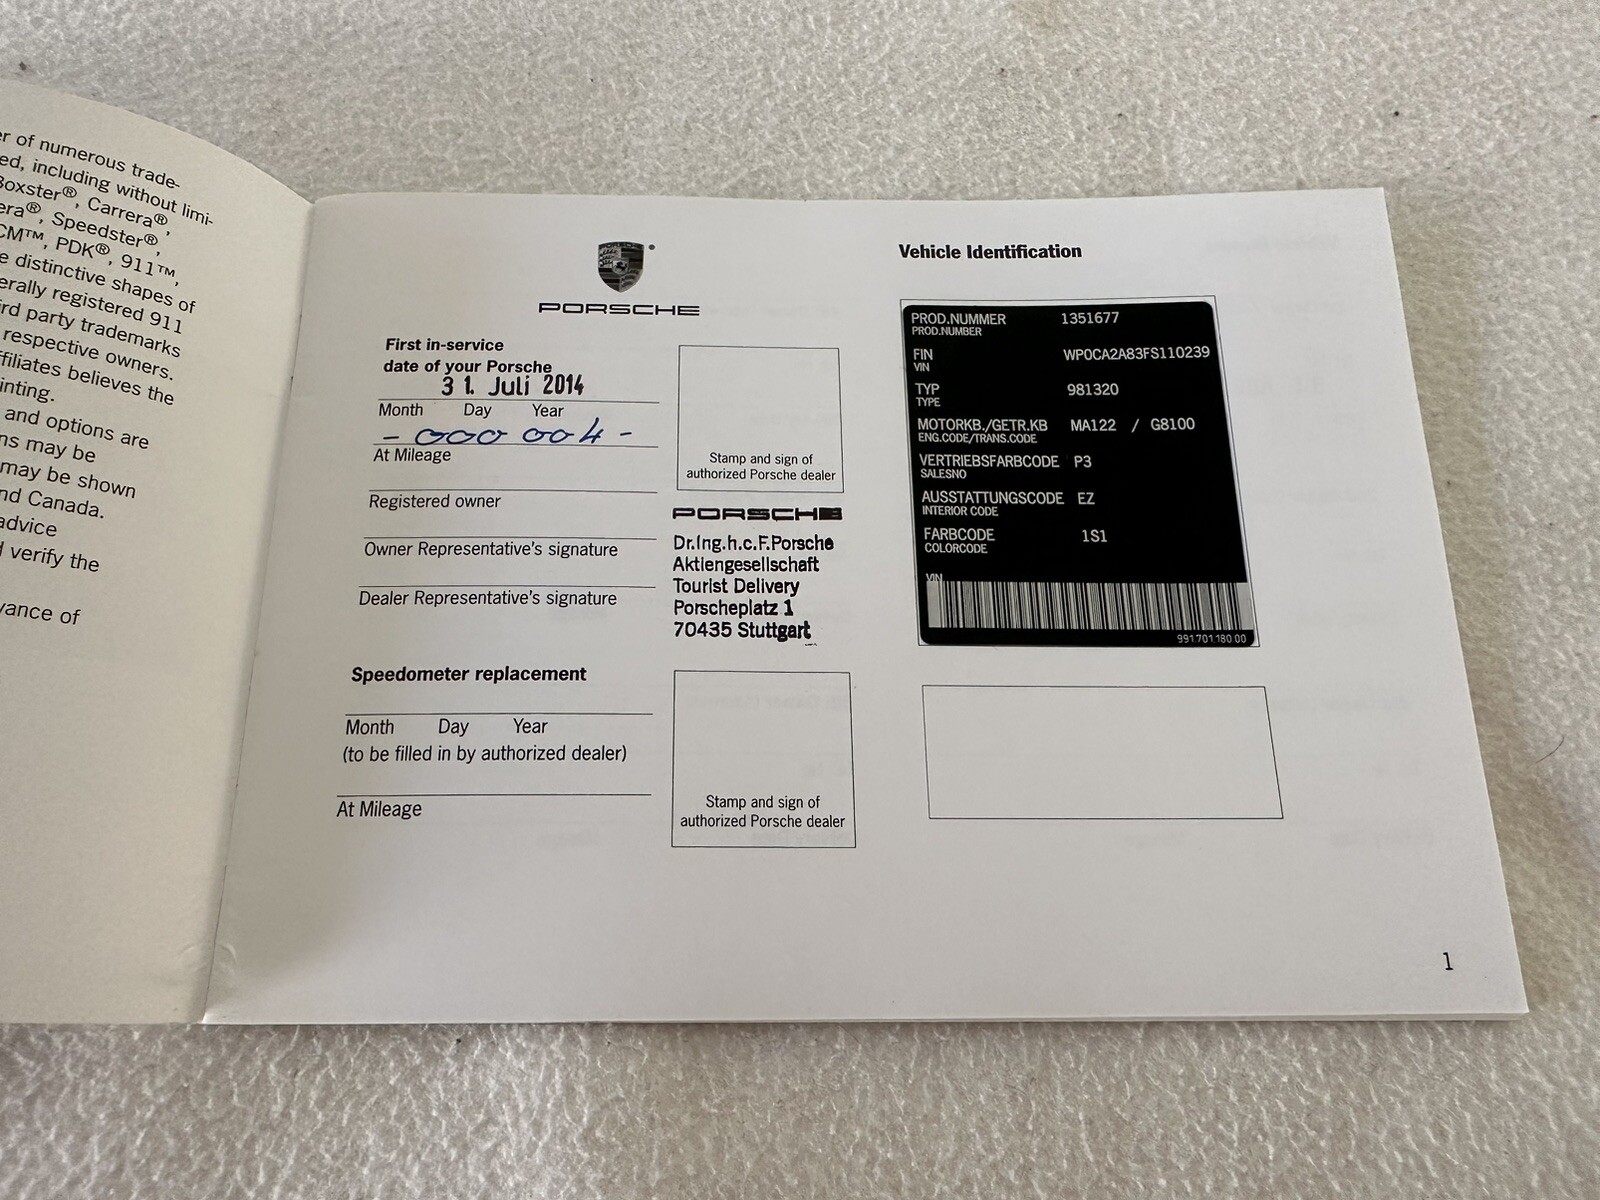 er of numerous trade-
ed, including without limi-
Boxster®, Carrera®,
era®, Speedster®,
CM™, PDK®, 911™,
e distinctive shapes of
erally registered 911
ird party trademarks
respective owners.
ffiliates believes the
inting.
and options are
ns may be
may be shown
nd Canada.
advice
d verify the
vance of
PORSCHE
First in-service
date of your Porsche
31. Juli 2014
Month Day Year
- 000 004 -
At Mileage
Registered owner
Owner Representative's signature
Dealer Representative's signature
Stamp and sign of
authorized Porsche dealer
PORSCHE
Dr.Ing.h.c.F.Porsche
Aktiengesellschaft
Tourist Delivery
Porscheplatz 1
70435 Stuttgart
Speedometer replacement
Month Day Year
(to be filled in by authorized dealer)
At Mileage
Stamp and sign of
authorized Porsche dealer
Vehicle Identification
PROD.NUMMER 1351677
PROD.NUMBER
FIN WP0CA2A83FS110239
VIN
TYP 981320
TYPE
MOTORKB./GETR.KB MA122 / G8100
ENG.CODE/TRANS.CODE
VERTRIEBSFARBCODE P3
SALESNO
AUSSTATTUNGSCODE EZ
INTERIOR CODE
FARBCODE 1S1
COLORCODE
VIN
991.701.180.00
1